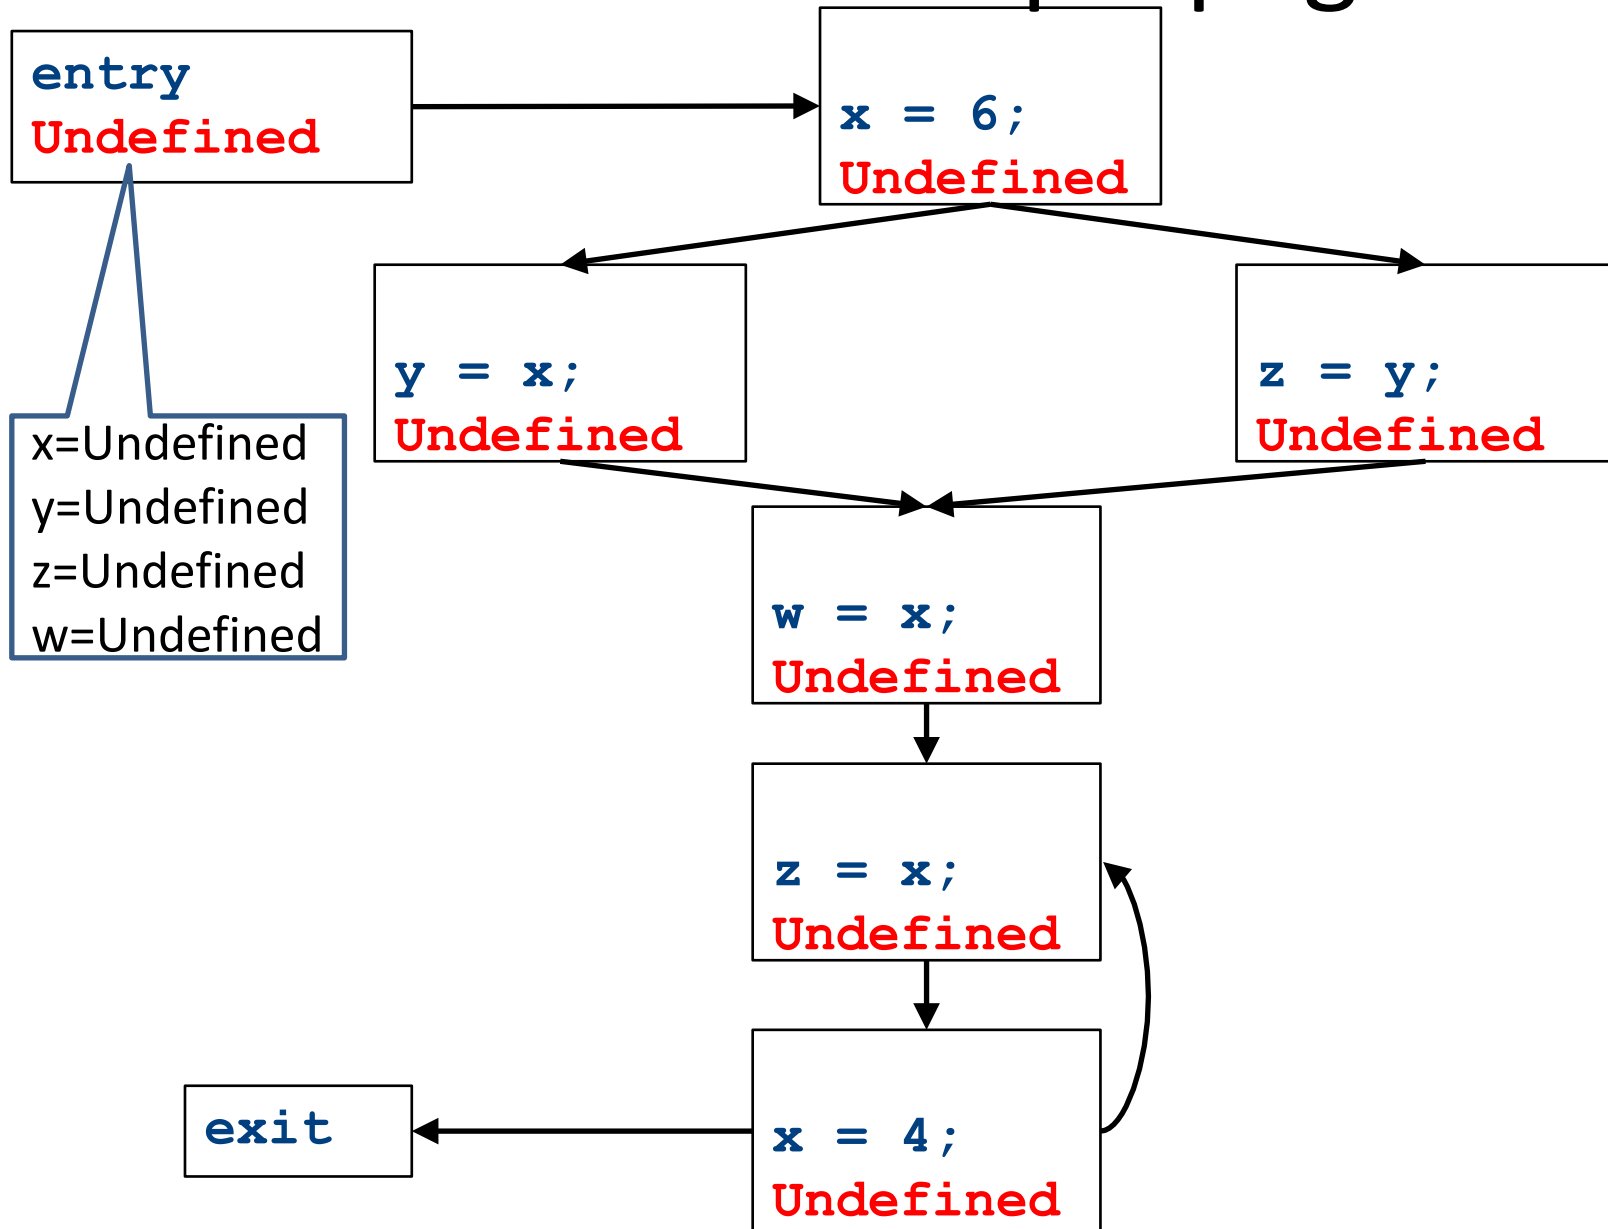 entry
Undefined
x = 6;
Undefined
y = x;
Undefined
z = y;
Undefined
x=Undefined
y=Undefined
z=Undefined
w=Undefined
w = x;
Undefined
z = x;
Undefined
exit
x = 4;
Undefined